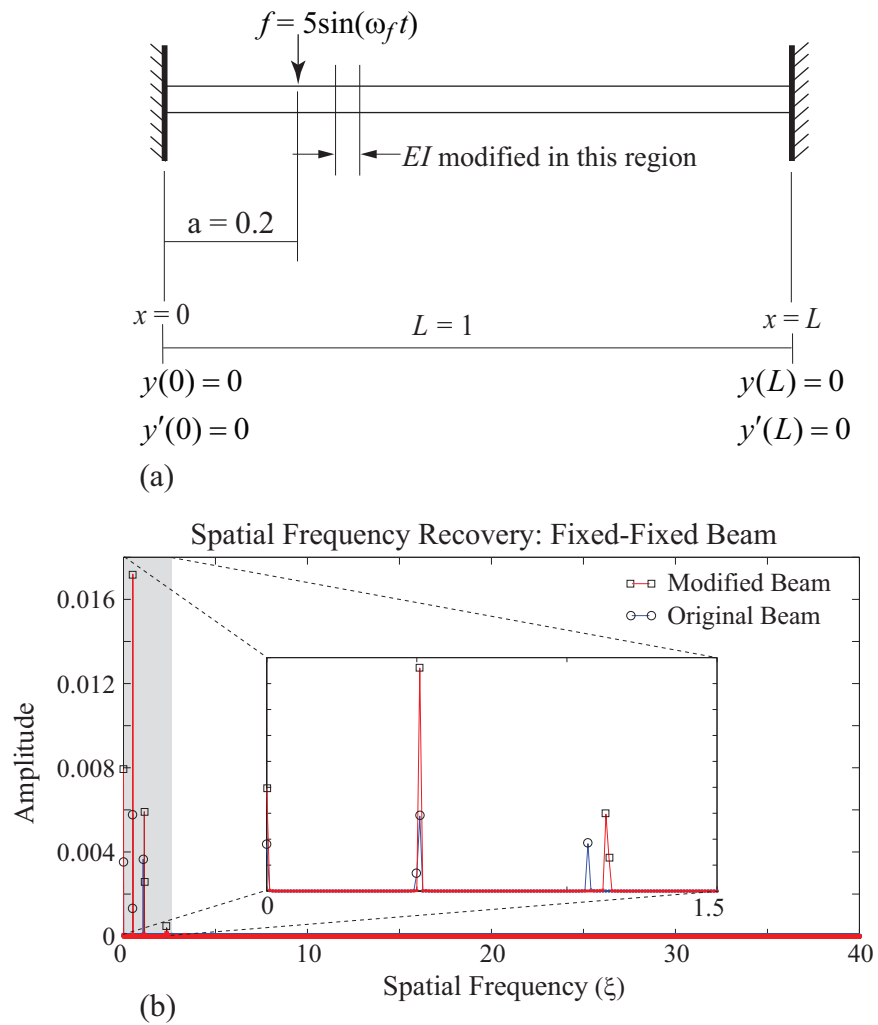 f = 5sin(ω_f t)
EI modified in this region
a = 0.2
x = 0
L = 1
x = L
y(0) = 0
y(L) = 0
y′(0) = 0
y′(L) = 0
(a)
Spatial Frequency Recovery: Fixed-Fixed Beam
Modified Beam
Original Beam
0.016
0.012
0.008
0.004
0
Amplitude
0
1.5
0
10
20
30
40
Spatial Frequency (ξ)
(b)